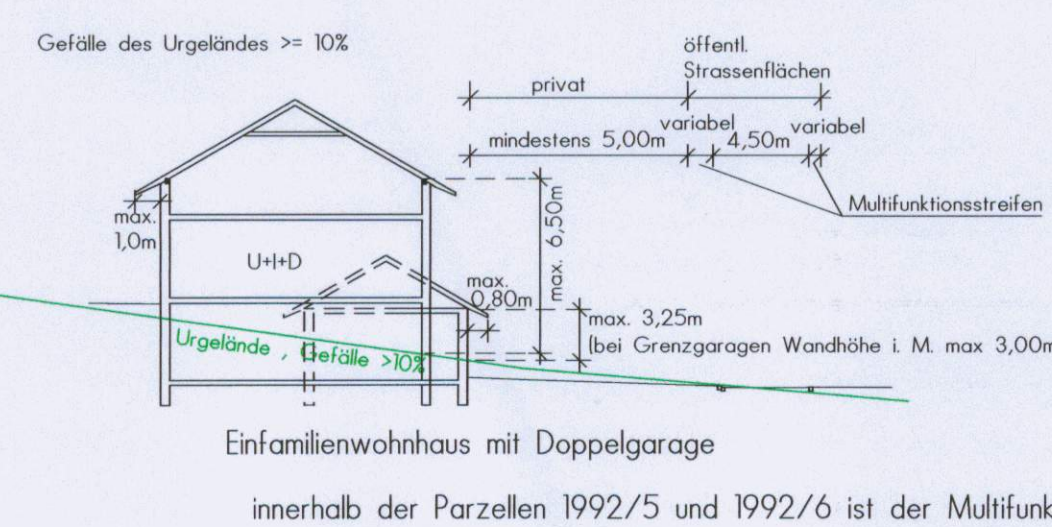 Gefälle des Urgeländes >= 10%
öffentl.
Strassenflächen
privat
variabel
variabel
mindestens 5,00m
4,50m
Multifunktionsstreifen
max.
1,0m
U+I+D
max. 6,50m
max.
0,80m
max. 3,25m
(bei Grenzgaragen Wandhöhe i. M. max 3,00m
Urgelände , Gefälle >10%
Einfamilienwohnhaus mit Doppelgarage
innerhalb der Parzellen 1992/5 und 1992/6 ist der Multifunk